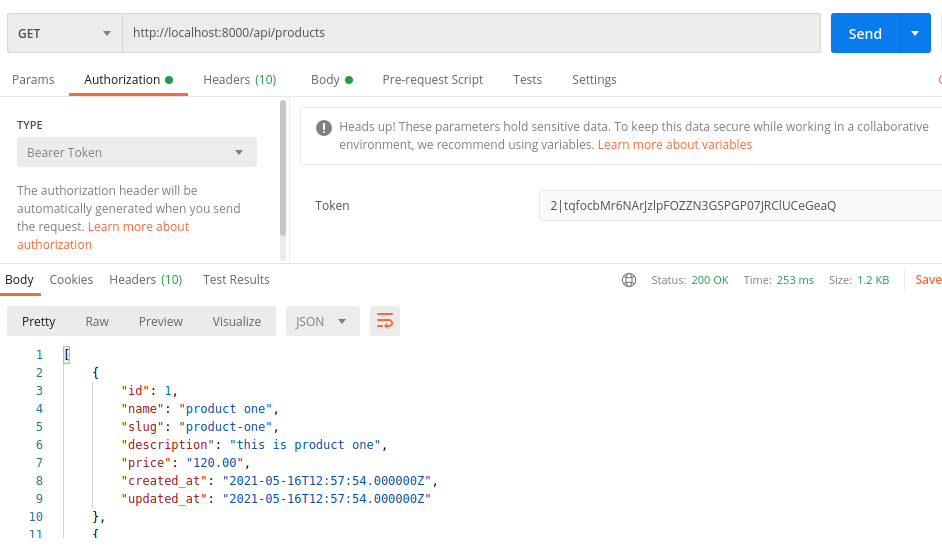 GET http://localhost:8000/api/products Send
Params Authorization Headers (10) Body Pre-request Script Tests Settings
TYPE
Bearer Token
The authorization header will be
automatically generated when you send
the request. Learn more about
authorization
Heads up! These parameters hold sensitive data. To keep this data secure while working in a collaborative
environment, we recommend using variables. Learn more about variables
Token 2|tqfocbMr6NArJzlpFOZZN3GSPGP07JRClUCeGeaQ
Body Cookies Headers (10) Test Results Status: 200 OK Time: 253 ms Size: 1.2 KB Save
Pretty Raw Preview Visualize JSON
1 [
2 {
3 "id": 1,
4 "name": "product one",
5 "slug": "product-one",
6 "description": "this is product one",
7 "price": "120.00",
8 "created_at": "2021-05-16T12:57:54.000000Z",
9 "updated_at": "2021-05-16T12:57:54.000000Z"
10 },
11 {